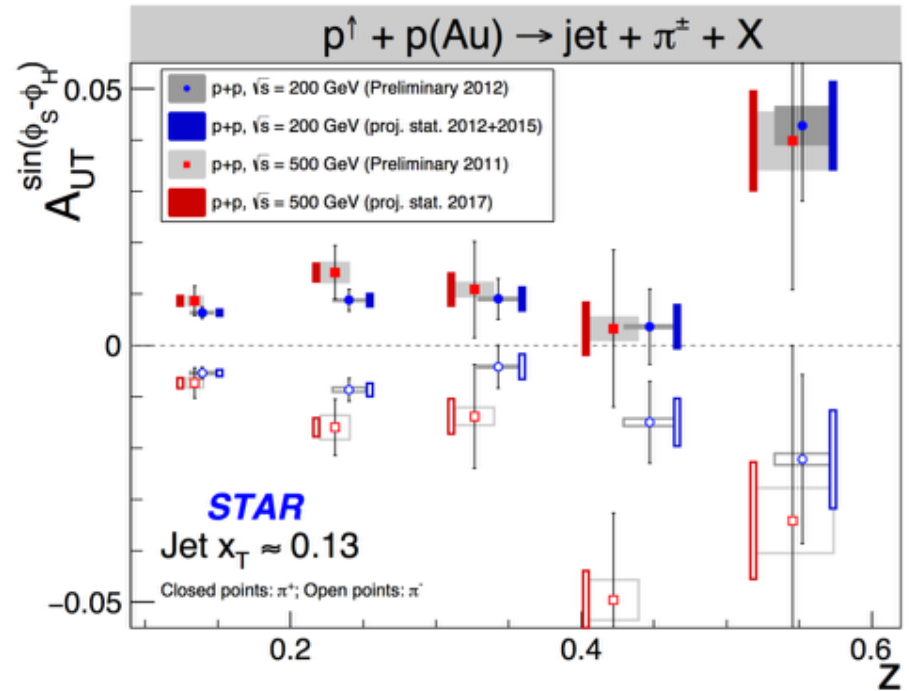 p↑ + p(Au) → jet + π± + X
A_UT^sin(ϕ_S-ϕ_H)
0.05
p+p, √s = 200 GeV (Preliminary 2012)
p+p, √s = 200 GeV (proj. stat. 2012+2015)
p+p, √s = 500 GeV (Preliminary 2011)
p+p, √s = 500 GeV (proj. stat. 2017)
0
STAR
Jet x_T ≈ 0.13
Closed points: π⁺; Open points: π⁻
−0.05
0.2
0.4
0.6
z